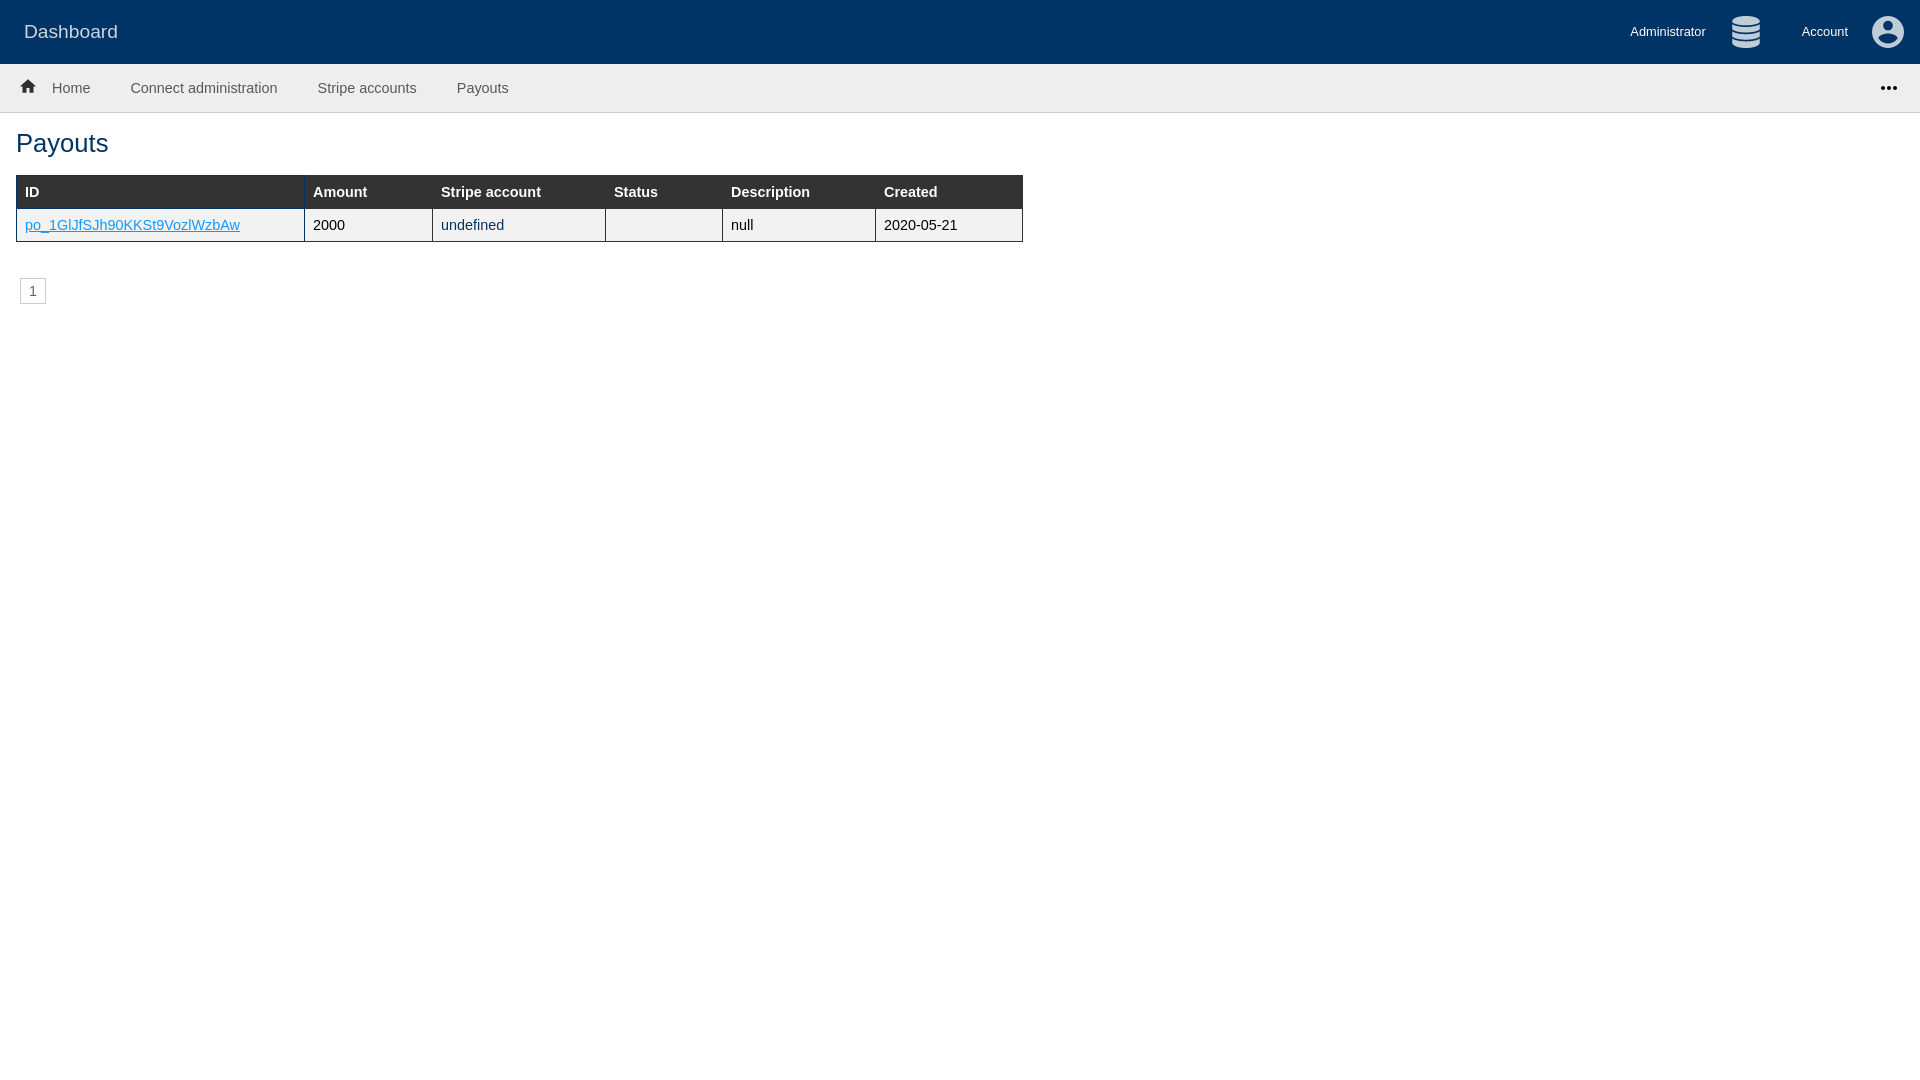 Dashboard
Administrator
Account
Home
Connect administration
Stripe accounts
Payouts
Payouts
ID Amount Stripe account Status Description Created
po_1GlJfSJh90KKSt9VozlWzbAw 2000 undefined null 2020-05-21
1